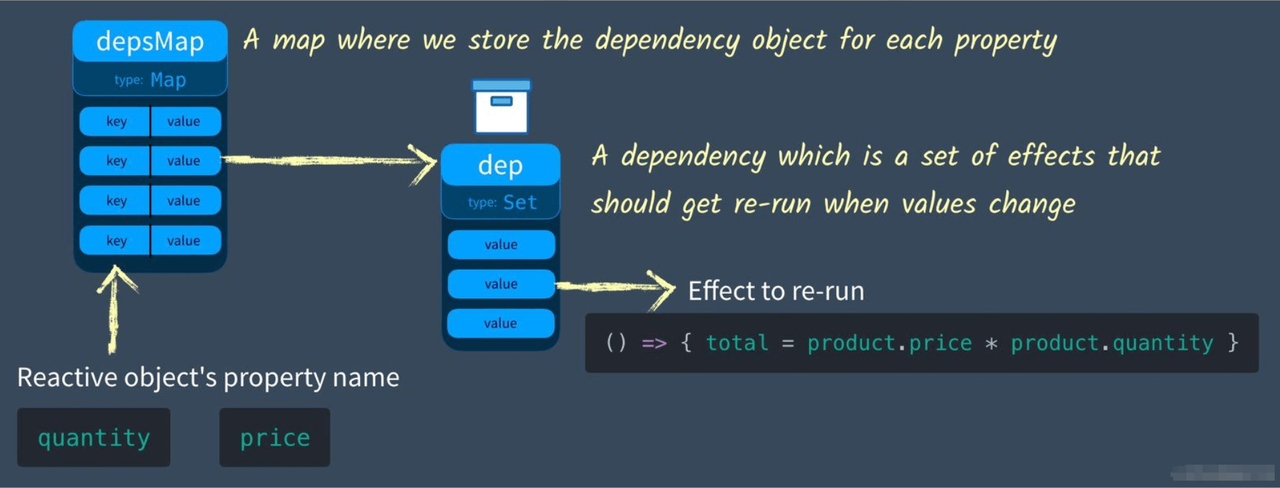 depsMap
A map where we store the dependency object for each property
type: Map
key value
key value
key value
key value
dep
type: Set
value
value
value
A dependency which is a set of effects that
should get re-run when values change
Effect to re-run
() => { total = product.price * product.quantity }
Reactive object's property name
quantity price